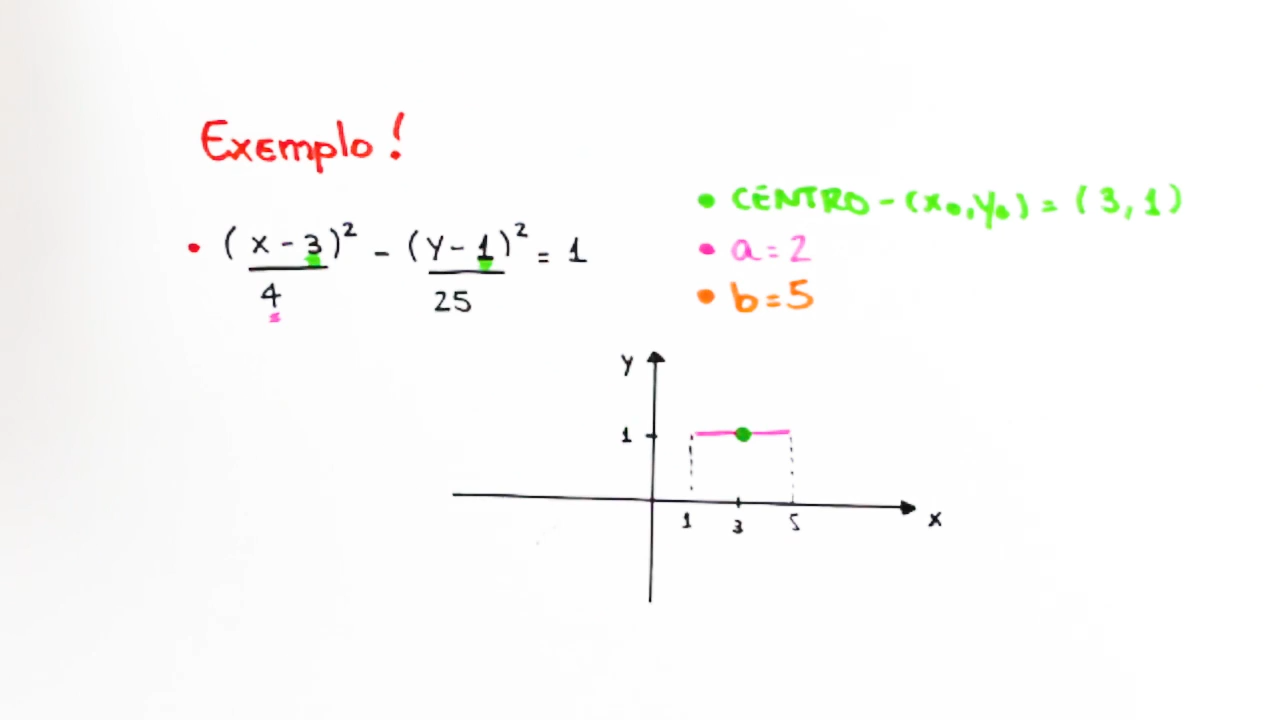 Exemplo!
• (x - 3)² / 4 - (y - 1)² / 25 = 1
• CENTRO - (x₀, y₀) = (3, 1)
• a = 2
• b = 5
y
1
1 3 5 x